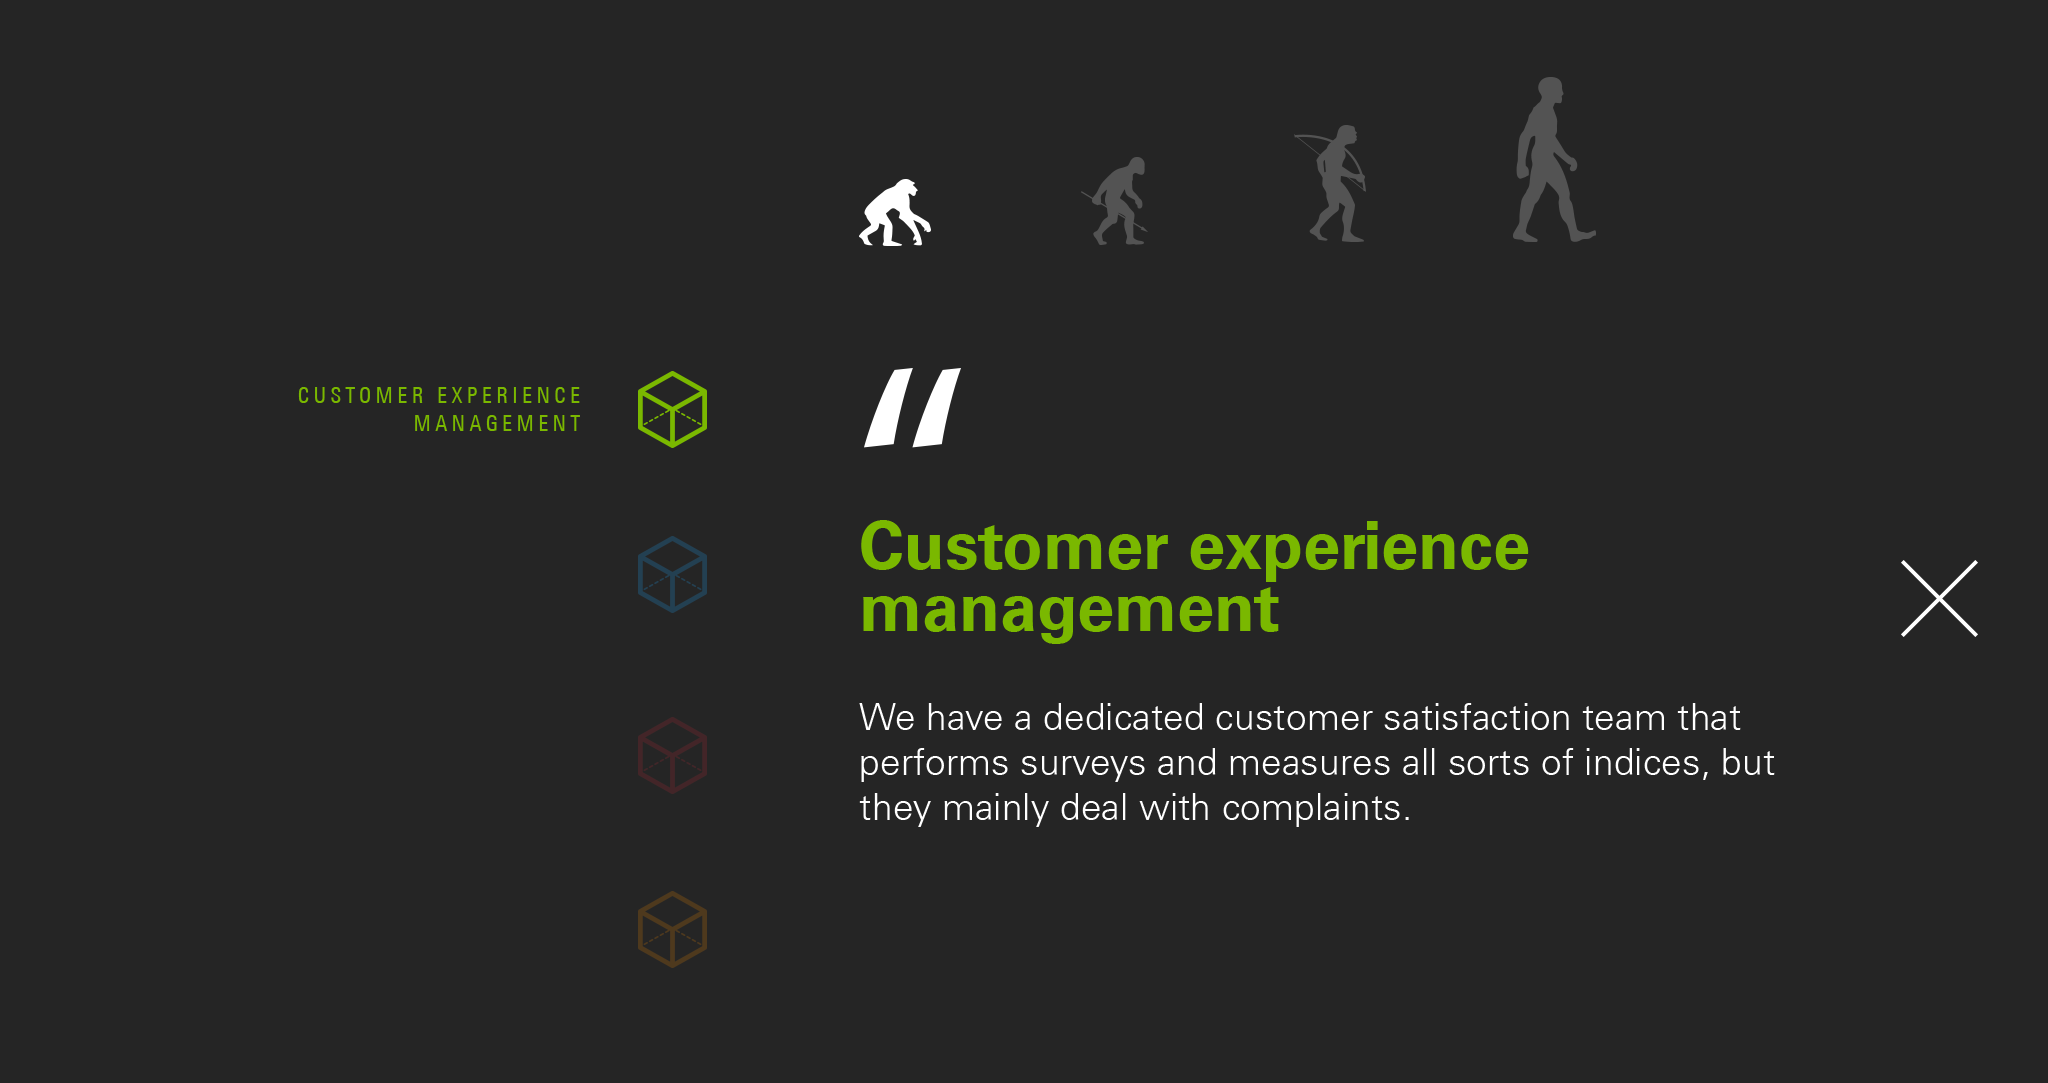 CUSTOMER EXPERIENCE
MANAGEMENT
“
Customer experience
management
We have a dedicated customer satisfaction team that
performs surveys and measures all sorts of indices, but
they mainly deal with complaints.